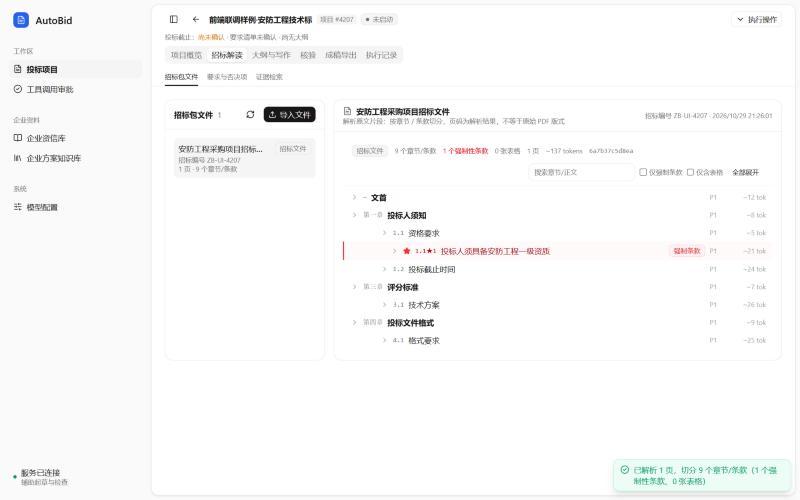 AutoBid
工作区
投标项目
工具调用审批
企业资料
企业资信库
企业方案知识库
系统
模型配置
服务已连接
辅助起草与检查
前端联调样例·安防工程技术标 项目 #4207 未启动
执行操作
投标截止：尚未确认 · 要求清单未确认 · 尚无大纲
项目概览 招标解读 大纲与写作 核验 成稿导出 执行记录
招标包文件 要求与否决项 证据检索
招标包文件 1
导入文件
安防工程采购项目招标... 招标文件
招标编号 ZB-UI-4207
1 页 · 9 个章节/条款
安防工程采购项目招标文件
解析原文片段：按章节 / 条款切分，页码为解析结果，不等于原始 PDF 版式
招标编号 ZB-UI-4207 · 2026/10/29 21:26:01
招标文件 9 个章节/条款 1 个强制性条款 0 张表格 1 页 ~137 tokens 6a7b37c5d8ea
搜索章节/正文 仅强制条款 仅含表格 全部展开
— 文首 P1 ~12 tok
第一章 投标人须知 P1 ~8 tok
1.1 资格要求 P1 ~5 tok
1.1★1 投标人须具备安防工程一级资质 强制条款 P1 ~21 tok
1.2 投标截止时间 P1 ~24 tok
第三章 评分标准 P1 ~7 tok
3.1 技术方案 P1 ~26 tok
第四章 投标文件格式 P1 ~9 tok
4.1 格式要求 P1 ~25 tok
已解析 1 页，切分 9 个章节/条款（1 个强
制性条款，0 张表格）